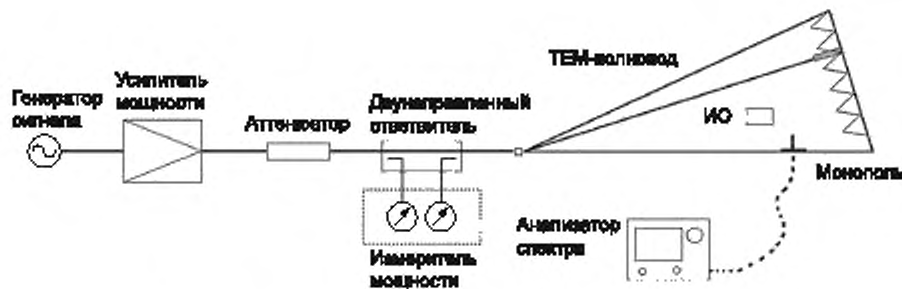 ТЕМ-волновод
Усилитель
мощности
Генератор
сигнала
Двунаправленный
ответвитель
Аттенюатор
ИО
Монополь
Анализатор
спектра
Измеритель
мощности